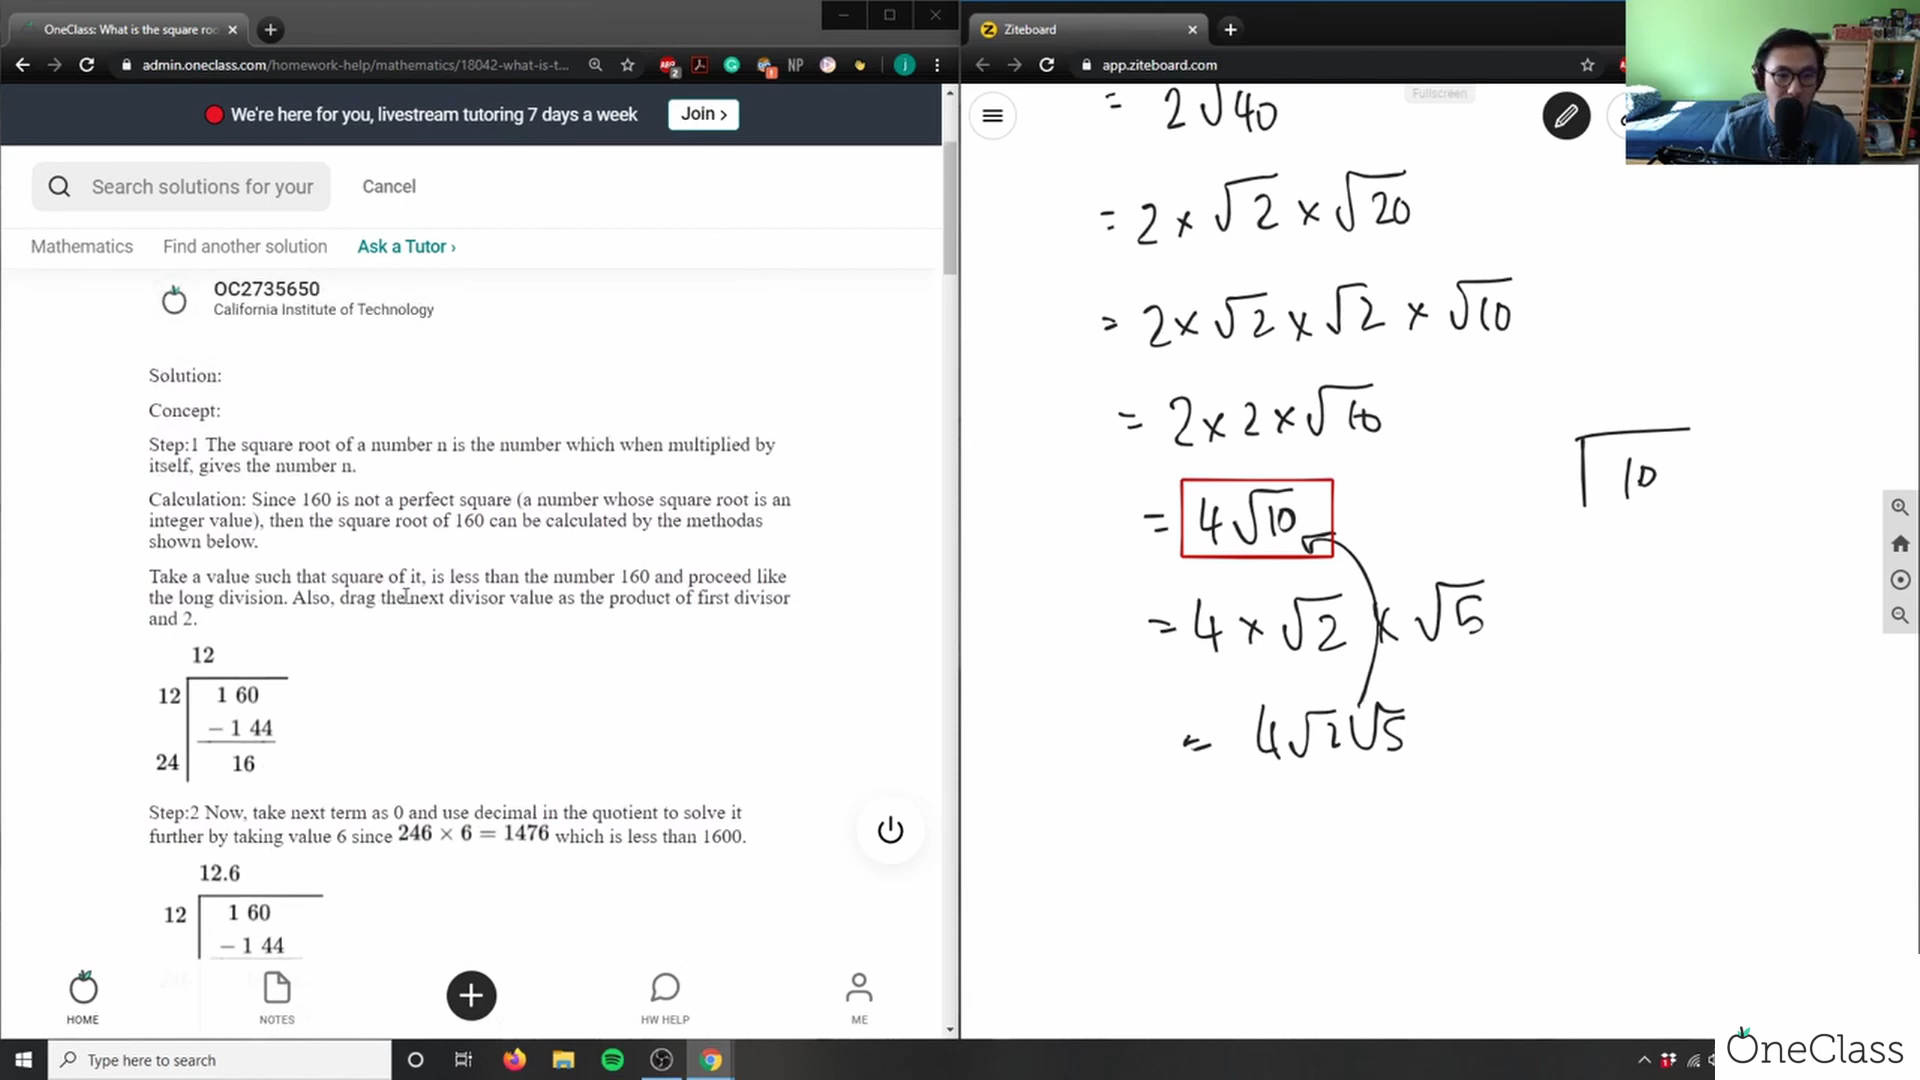 OneClass: What is the square roo
Ziteboard
admin.oneclass.com/homework-help/mathematics/18042-what-is-t...
NP
j
app.ziteboard.com
We're here for you, livestream tutoring 7 days a week
Join >
Search solutions for your
Cancel
Mathematics
Find another solution
Ask a Tutor ›
OC2735650
California Institute of Technology
Solution:
Concept:
Step:1 The square root of a number n is the number which when multiplied by
itself, gives the number n.
Calculation: Since 160 is not a perfect square (a number whose square root is an
integer value), then the square root of 160 can be calculated by the methodas
shown below.
Take a value such that square of it, is less than the number 160 and proceed like
the long division. Also, drag the next divisor value as the product of first divisor
and 2.
12
12 1 60
− 1 44
24 16
Step:2 Now, take next term as 0 and use decimal in the quotient to solve it
further by taking value 6 since 246 × 6 = 1476 which is less than 1600.
12.6
12 1 60
− 1 44
HOME
NOTES
HW HELP
ME
Type here to search
Fullscreen
= 2√40
= 2 × √2 × √20
= 2 × √2 × √2 × √10
= 2 × 2 × √10
= 4√10
10
= 4 × √2 × √5
= 4√2√5
OneClass